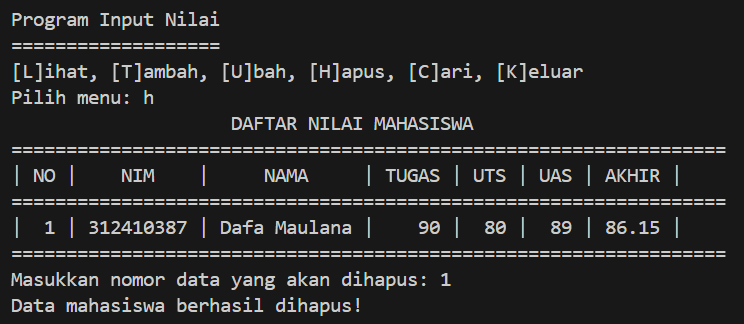 Program Input Nilai
===================
[L]ihat, [T]ambah, [U]bah, [H]apus, [C]ari, [K]eluar
Pilih menu: h
                    DAFTAR NILAI MAHASISWA
=================================================================
| NO |    NIM    |     NAMA     | TUGAS | UTS | UAS | AKHIR |
=================================================================
|  1 | 312410387 | Dafa Maulana |    90 |  80 |  89 | 86.15 |
=================================================================
Masukkan nomor data yang akan dihapus: 1
Data mahasiswa berhasil dihapus!